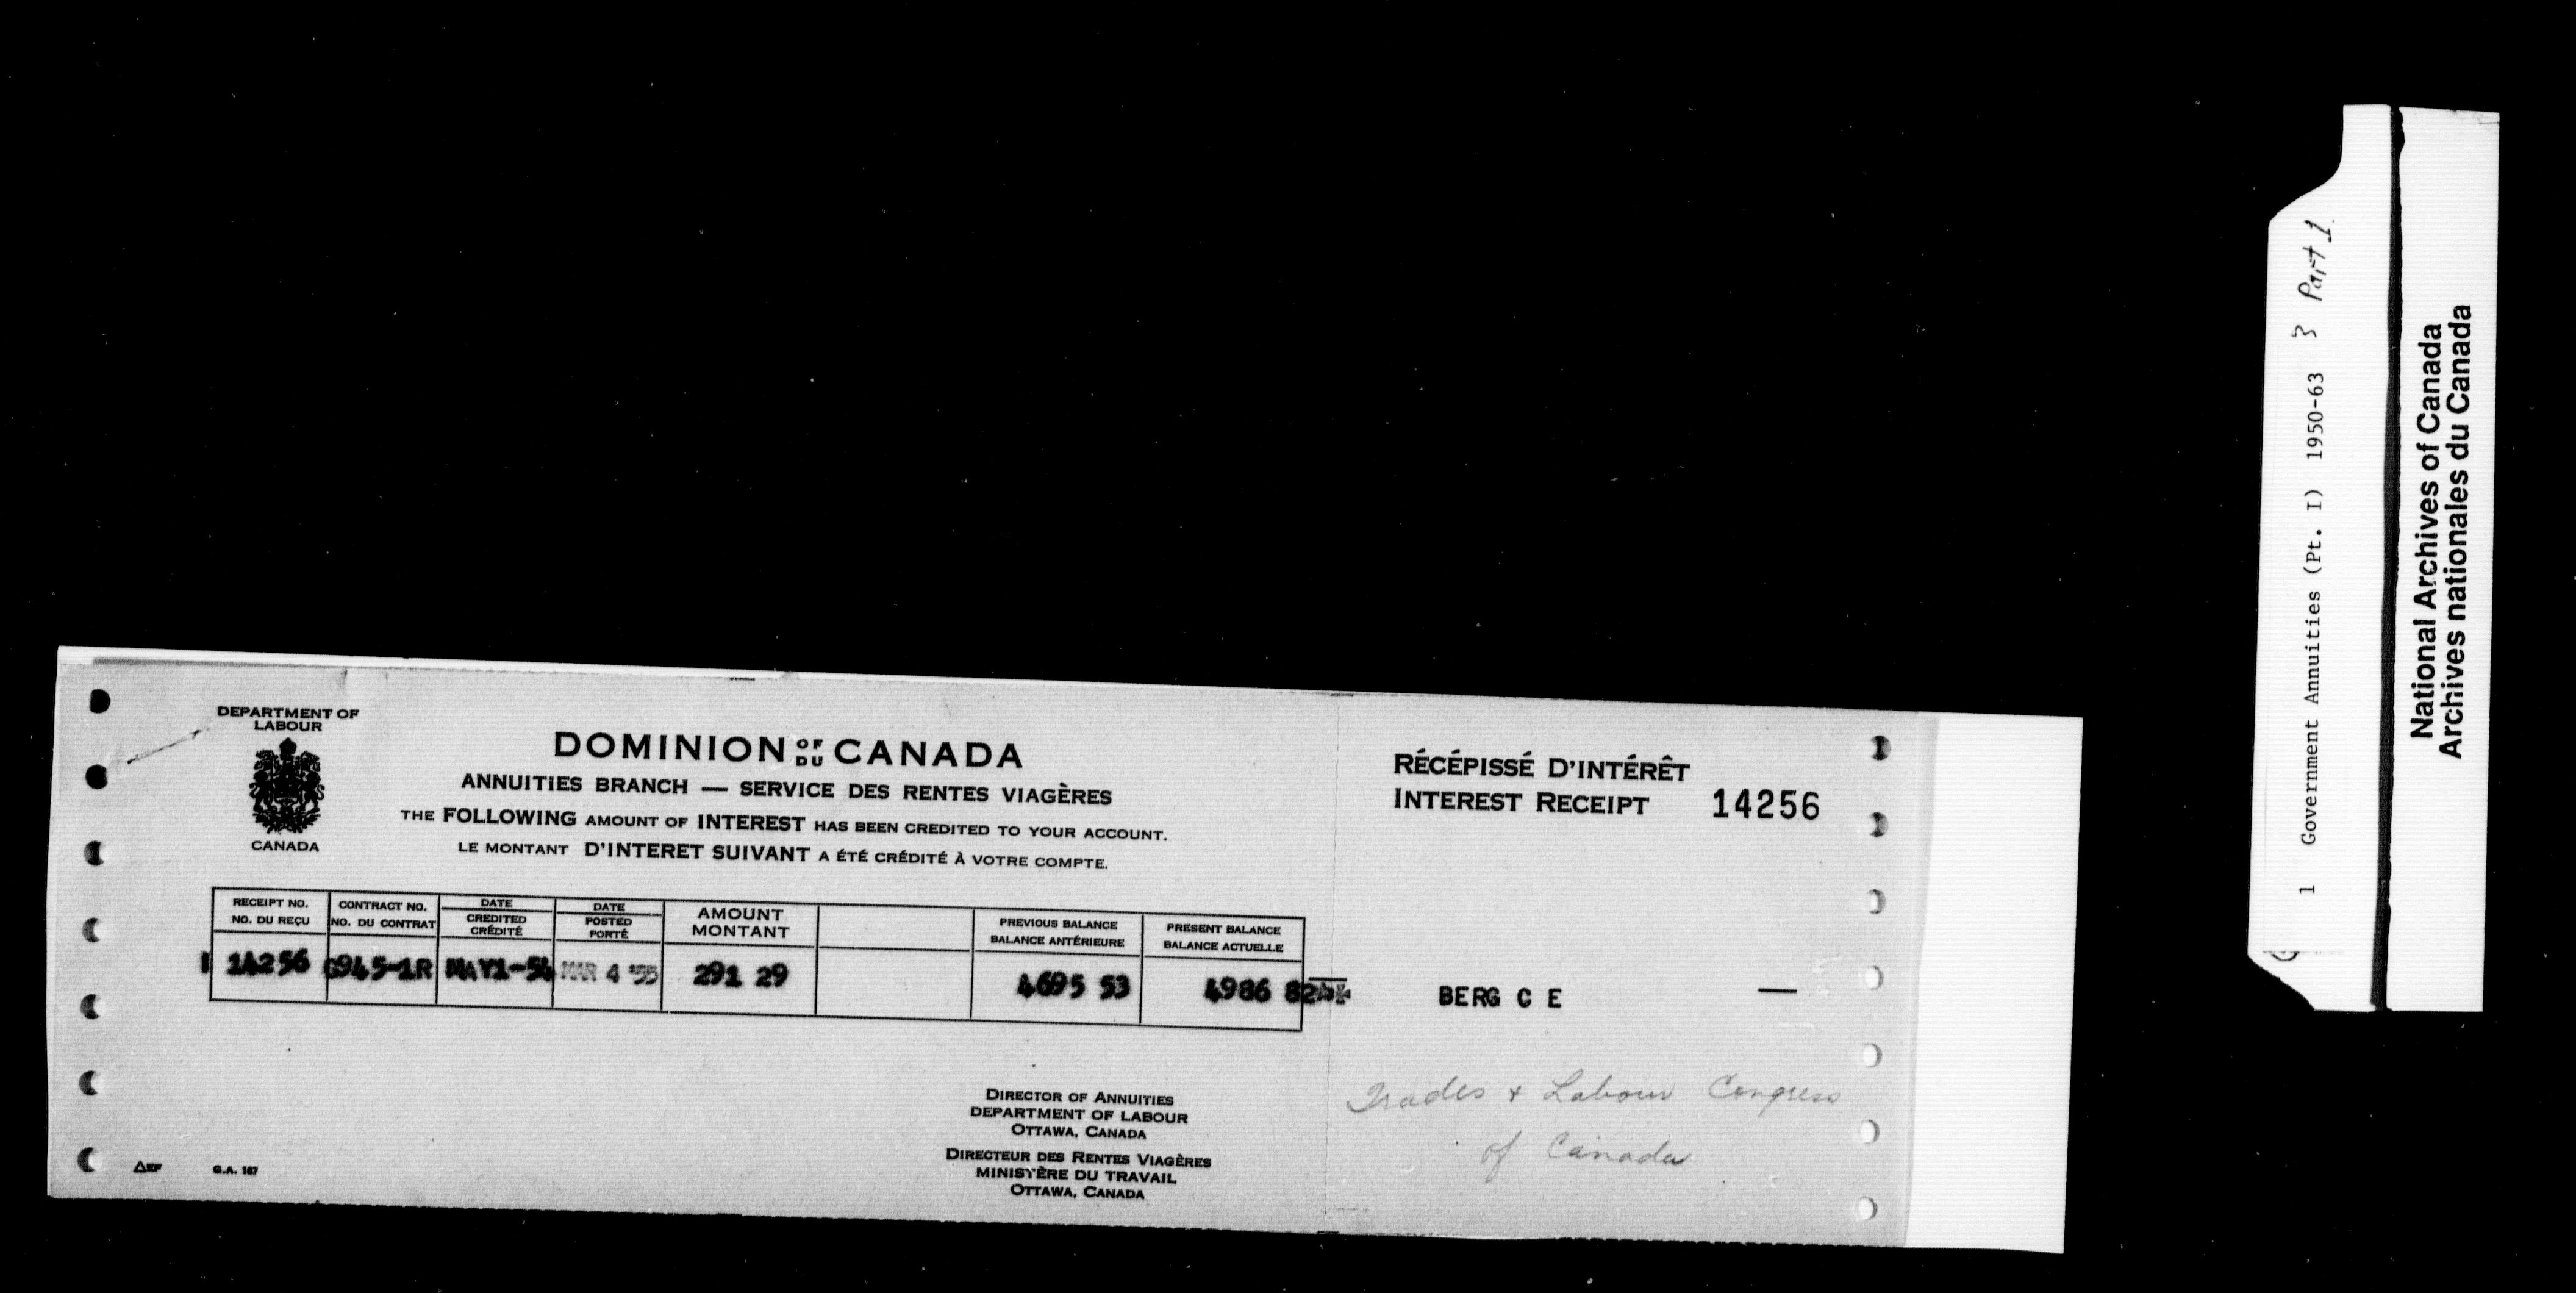 DEPARTMENT OF
LABOUR
CANADA
DOMINION OF DU CANADA
ANNUITIES BRANCH — SERVICE DES RENTES VIAGÈRES
THE FOLLOWING AMOUNT OF INTEREST HAS BEEN CREDITED TO YOUR ACCOUNT.
LE MONTANT D'INTERET SUIVANT A ÉTÉ CRÉDITÉ À VOTRE COMPTE.
RÉCÉPISSÉ D'INTÉRÊT
INTEREST RECEIPT 14256
RECEIPT NO.
NO. DU REÇU
CONTRACT NO.
NO. DU CONTRAT
DATE
CREDITED
CRÉDITÉ
DATE
POSTED
PORTÉ
AMOUNT
MONTANT
PREVIOUS BALANCE
BALANCE ANTÉRIEURE
PRESENT BALANCE
BALANCE ACTUELLE
I 14256 G945-1R MAY1-54 MAR 4 '55 291 29 4695 53 4986 82
BERG C E —
Trades & Labour Congress
of Canada
DIRECTOR OF ANNUITIES
DEPARTMENT OF LABOUR
OTTAWA, CANADA
DIRECTEUR DES RENTES VIAGÈRES
MINISTÈRE DU TRAVAIL
OTTAWA, CANADA
G.A. 167
1 Government Annuities (Pt. I) 1950-63 3 Part 1
National Archives of Canada
Archives nationales du Canada